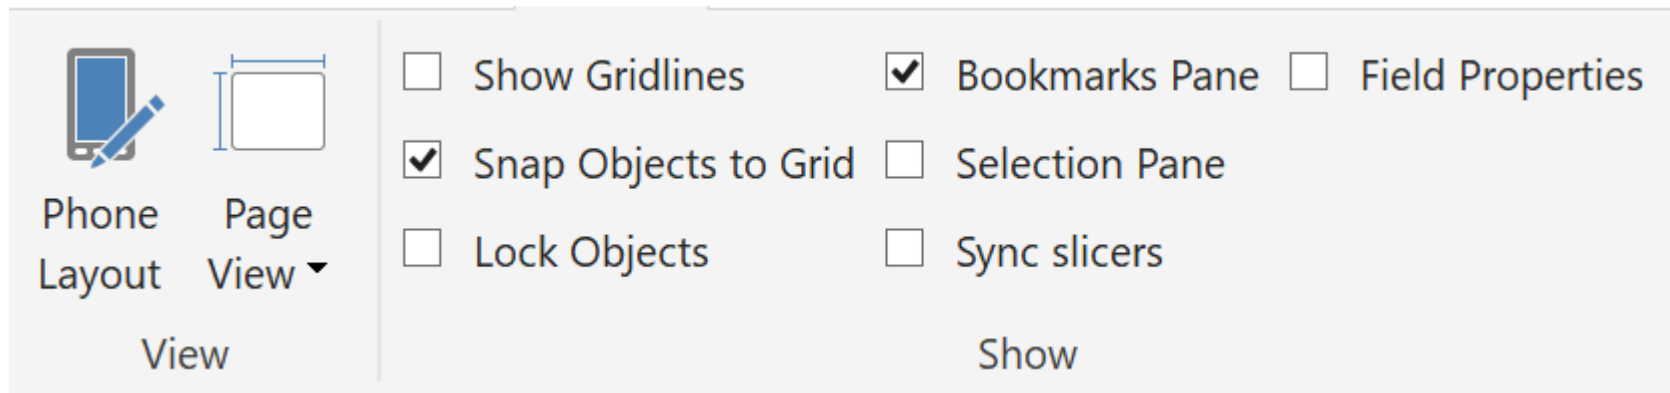 Phone Layout
Page View
View
Show Gridlines
Snap Objects to Grid
Lock Objects
Bookmarks Pane
Selection Pane
Sync slicers
Field Properties
Show